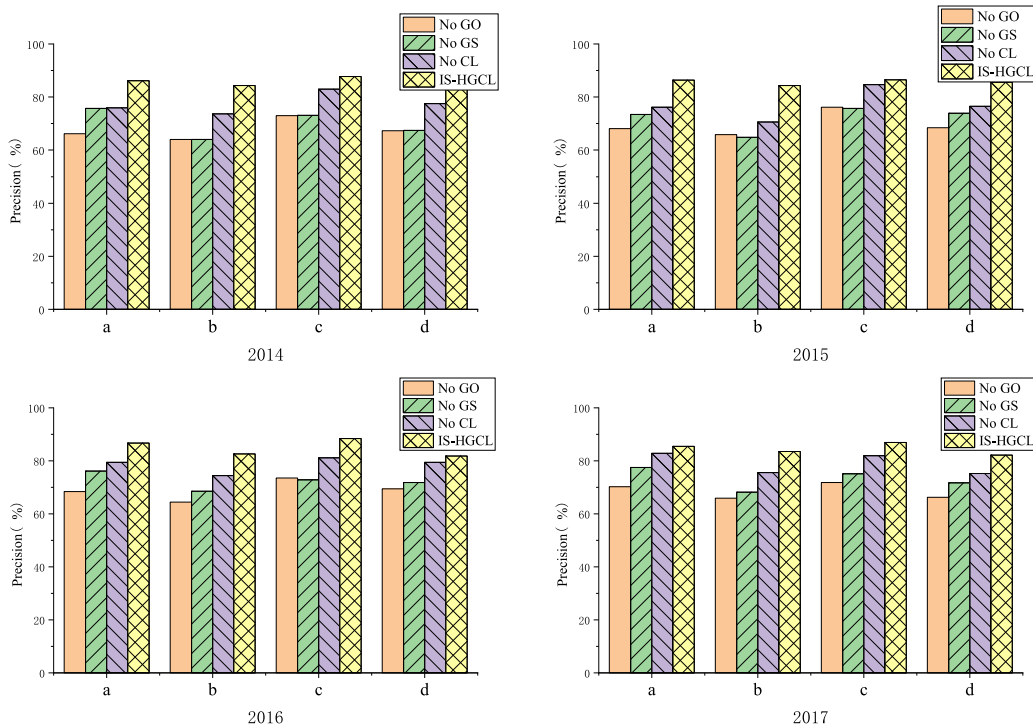 No GO
No GS
No CL
IS-HGCL
Precision( %)
100
80
60
40
20
0
a b c d
2014
No GO
No GS
No CL
IS-HGCL
Precision( %)
100
80
60
40
20
0
a b c d
2015
No GO
No GS
No CL
IS-HGCL
Precision( %)
100
80
60
40
20
0
a b c d
2016
No GO
No GS
No CL
IS-HGCL
Precision( %)
100
80
60
40
20
0
a b c d
2017